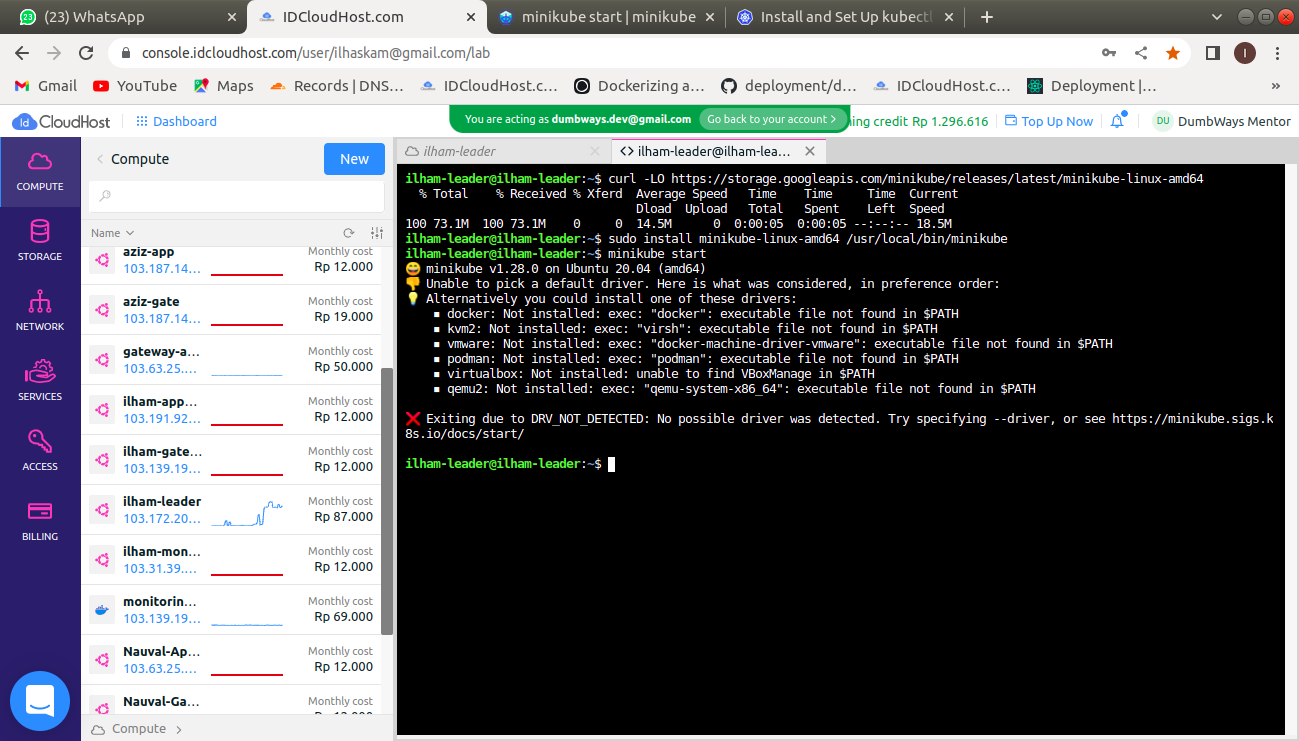 (23) WhatsApp
IDCloudHost.com
minikube start | minikube
Install and Set Up kubectl
console.idcloudhost.com/user/ilhaskam@gmail.com/lab
I
Gmail
YouTube
Maps
Records | DNS...
IDCloudHost.c...
Dockerizing a...
deployment/d...
IDCloudHost.c...
Deployment |...
»
Id CloudHost
Dashboard
You are acting as dumbways.dev@gmail.com
Go back to your account >
ning credit Rp 1.296.616
Top Up Now
DU
DumbWays Mentor
COMPUTE
STORAGE
NETWORK
SERVICES
ACCESS
BILLING
Compute
New
Name
aziz-app
Monthly cost
103.187.14...
Rp 12.000
aziz-gate
Monthly cost
103.187.14...
Rp 19.000
gateway-a...
Monthly cost
103.63.25....
Rp 50.000
ilham-app...
Monthly cost
103.191.92...
Rp 12.000
ilham-gate...
Monthly cost
103.139.19...
Rp 12.000
ilham-leader
Monthly cost
103.172.20...
Rp 87.000
ilham-mon...
Monthly cost
103.31.39....
Rp 12.000
monitorin...
Monthly cost
103.139.19...
Rp 69.000
Nauval-Ap...
Monthly cost
103.63.25....
Rp 12.000
Nauval-Ga...
Monthly cost
Compute >
ilham-leader
<> ilham-leader@ilham-lea...
ilham-leader@ilham-leader:~$ curl -LO https://storage.googleapis.com/minikube/releases/latest/minikube-linux-amd64
% Total % Received % Xferd Average Speed Time Time Time Current
Dload Upload Total Spent Left Speed
100 73.1M 100 73.1M 0 0 14.5M 0 0:00:05 0:00:05 --:--:-- 18.5M
ilham-leader@ilham-leader:~$ sudo install minikube-linux-amd64 /usr/local/bin/minikube
ilham-leader@ilham-leader:~$ minikube start
😄 minikube v1.28.0 on Ubuntu 20.04 (amd64)
👎 Unable to pick a default driver. Here is what was considered, in preference order:
💡 Alternatively you could install one of these drivers:
▪ docker: Not installed: exec: "docker": executable file not found in $PATH
▪ kvm2: Not installed: exec: "virsh": executable file not found in $PATH
▪ vmware: Not installed: exec: "docker-machine-driver-vmware": executable file not found in $PATH
▪ podman: Not installed: exec: "podman": executable file not found in $PATH
▪ virtualbox: Not installed: unable to find VBoxManage in $PATH
▪ qemu2: Not installed: exec: "qemu-system-x86_64": executable file not found in $PATH
❌ Exiting due to DRV_NOT_DETECTED: No possible driver was detected. Try specifying --driver, or see https://minikube.sigs.k
8s.io/docs/start/
ilham-leader@ilham-leader:~$